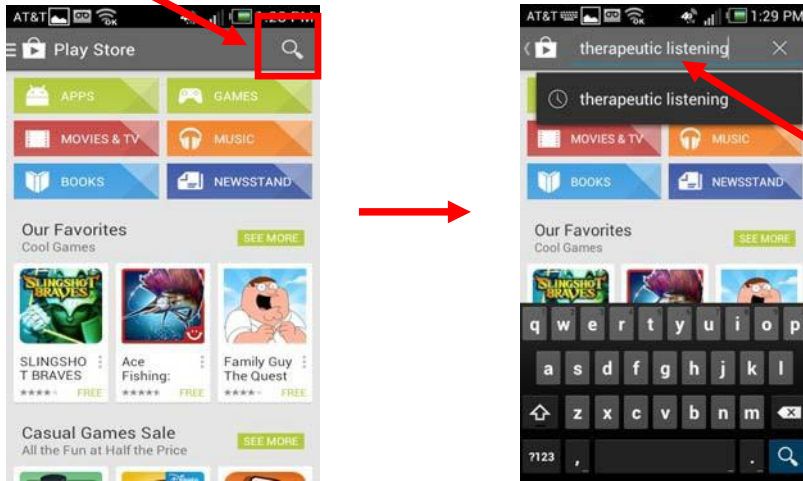 AT&T
Play Store
APPS GAMES
MOVIES & TV MUSIC
BOOKS NEWSSTAND
Our Favorites
Cool Games
SEE MORE
SLINGSHOT
BRAVES
SLINGSHO
T BRAVES
FREE
Ace
Fishing:
FREE
Family Guy
The Quest
FREE
Casual Games Sale
All the Fun at Half the Price
SEE MORE
AT&T 1:29 PM
therapeutic listening
therapeutic listening
MOVIES & TV MUSIC
BOOKS NEWSSTAND
Our Favorites
Cool Games
SEE MORE
q w e r t y u i o p
a s d f g h j k l
z x c v b n m
?123 , .